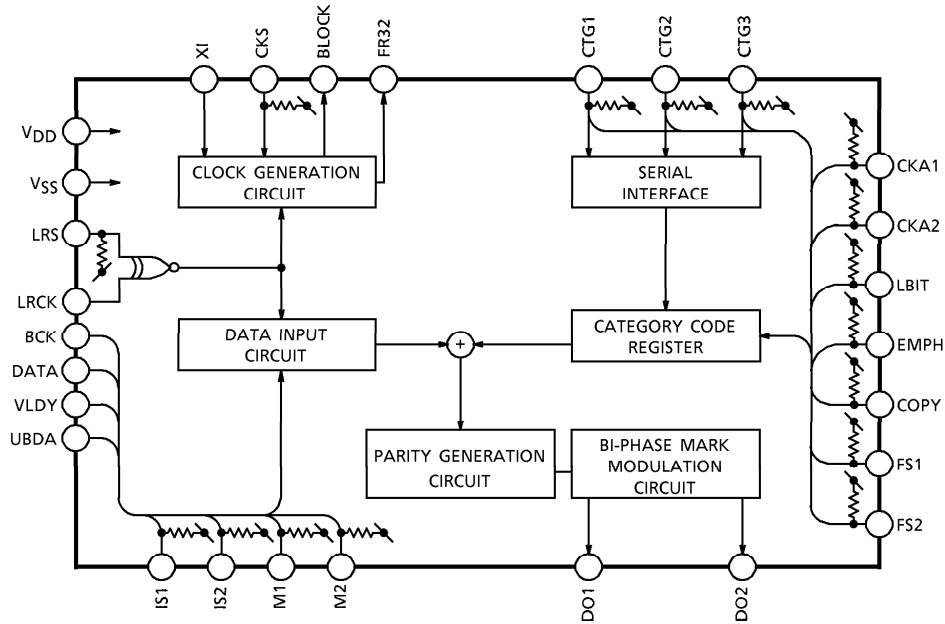 XI
CKS
BLOCK
FR32
CTG1
CTG2
CTG3
VDD
VSS
LRS
LRCK
BCK
DATA
VLDY
UBDA
CLOCK GENERATION
CIRCUIT
SERIAL
INTERFACE
DATA INPUT
CIRCUIT
+
CATEGORY CODE
REGISTER
PARITY GENERATION
CIRCUIT
BI-PHASE MARK
MODULATION
CIRCUIT
CKA1
CKA2
LBIT
EMPH
COPY
FS1
FS2
IS1
IS2
M1
M2
DO1
DO2